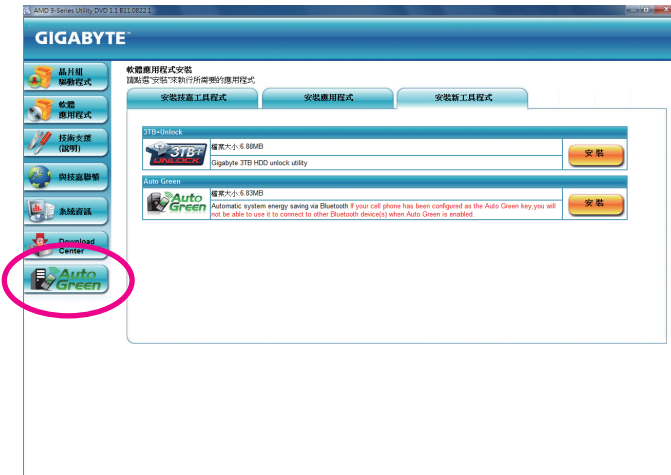 AMD 9-Series Utility DVD 1.1 B11.0822.1
GIGABYTE™
晶片組
驅動程式
軟體
應用程式
技術支援
(說明)
與技嘉聯繫
系統資訊
Download
Center
Auto
Green
軟體應用程式安裝
請點選"安裝"來執行所需要的應用程式
安裝技嘉工具程式
安裝應用程式
安裝新工具程式
3TB+Unlock
3TB+
UNLOCK
檔案大小:6.88MB
Gigabyte 3TB HDD unlock utility
安裝
Auto Green
Auto
Green
檔案大小:6.83MB
Automatic system energy saving via Bluetooth If your cell phone has been configured as the Auto Green key,you will
not be able to use it to connect to other Bluetooth device(s) when Auto Green is enabled.
安裝